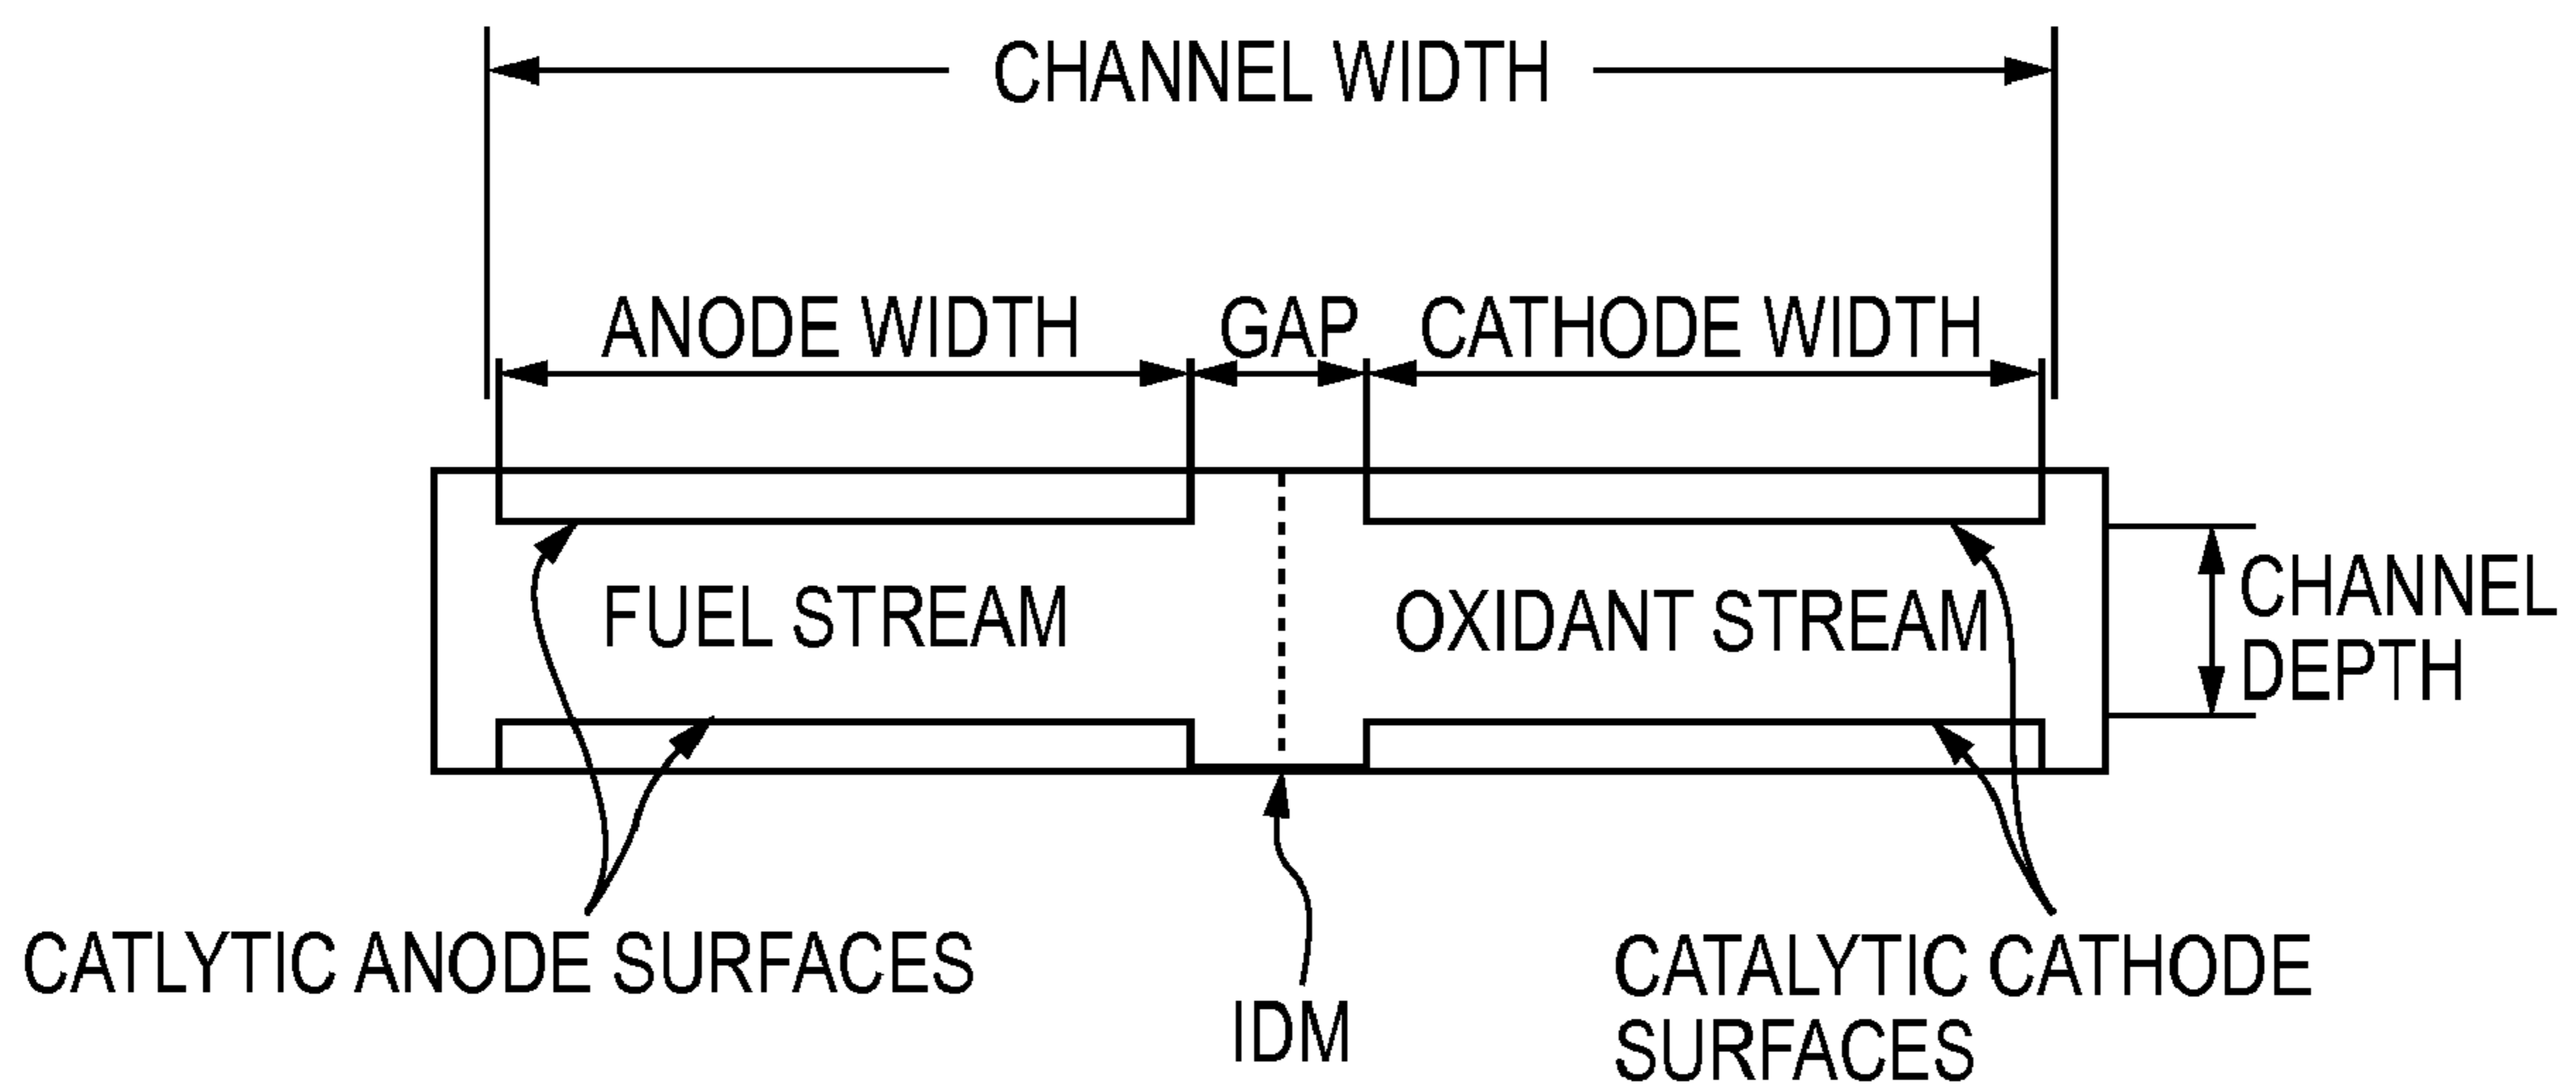 CHANNEL WIDTH
ANODE WIDTH
GAP
CATHODE WIDTH
FUEL STREAM
OXIDANT STREAM
CHANNEL
DEPTH
CATLYTIC ANODE SURFACES
IDM
CATALYTIC CATHODE
SURFACES